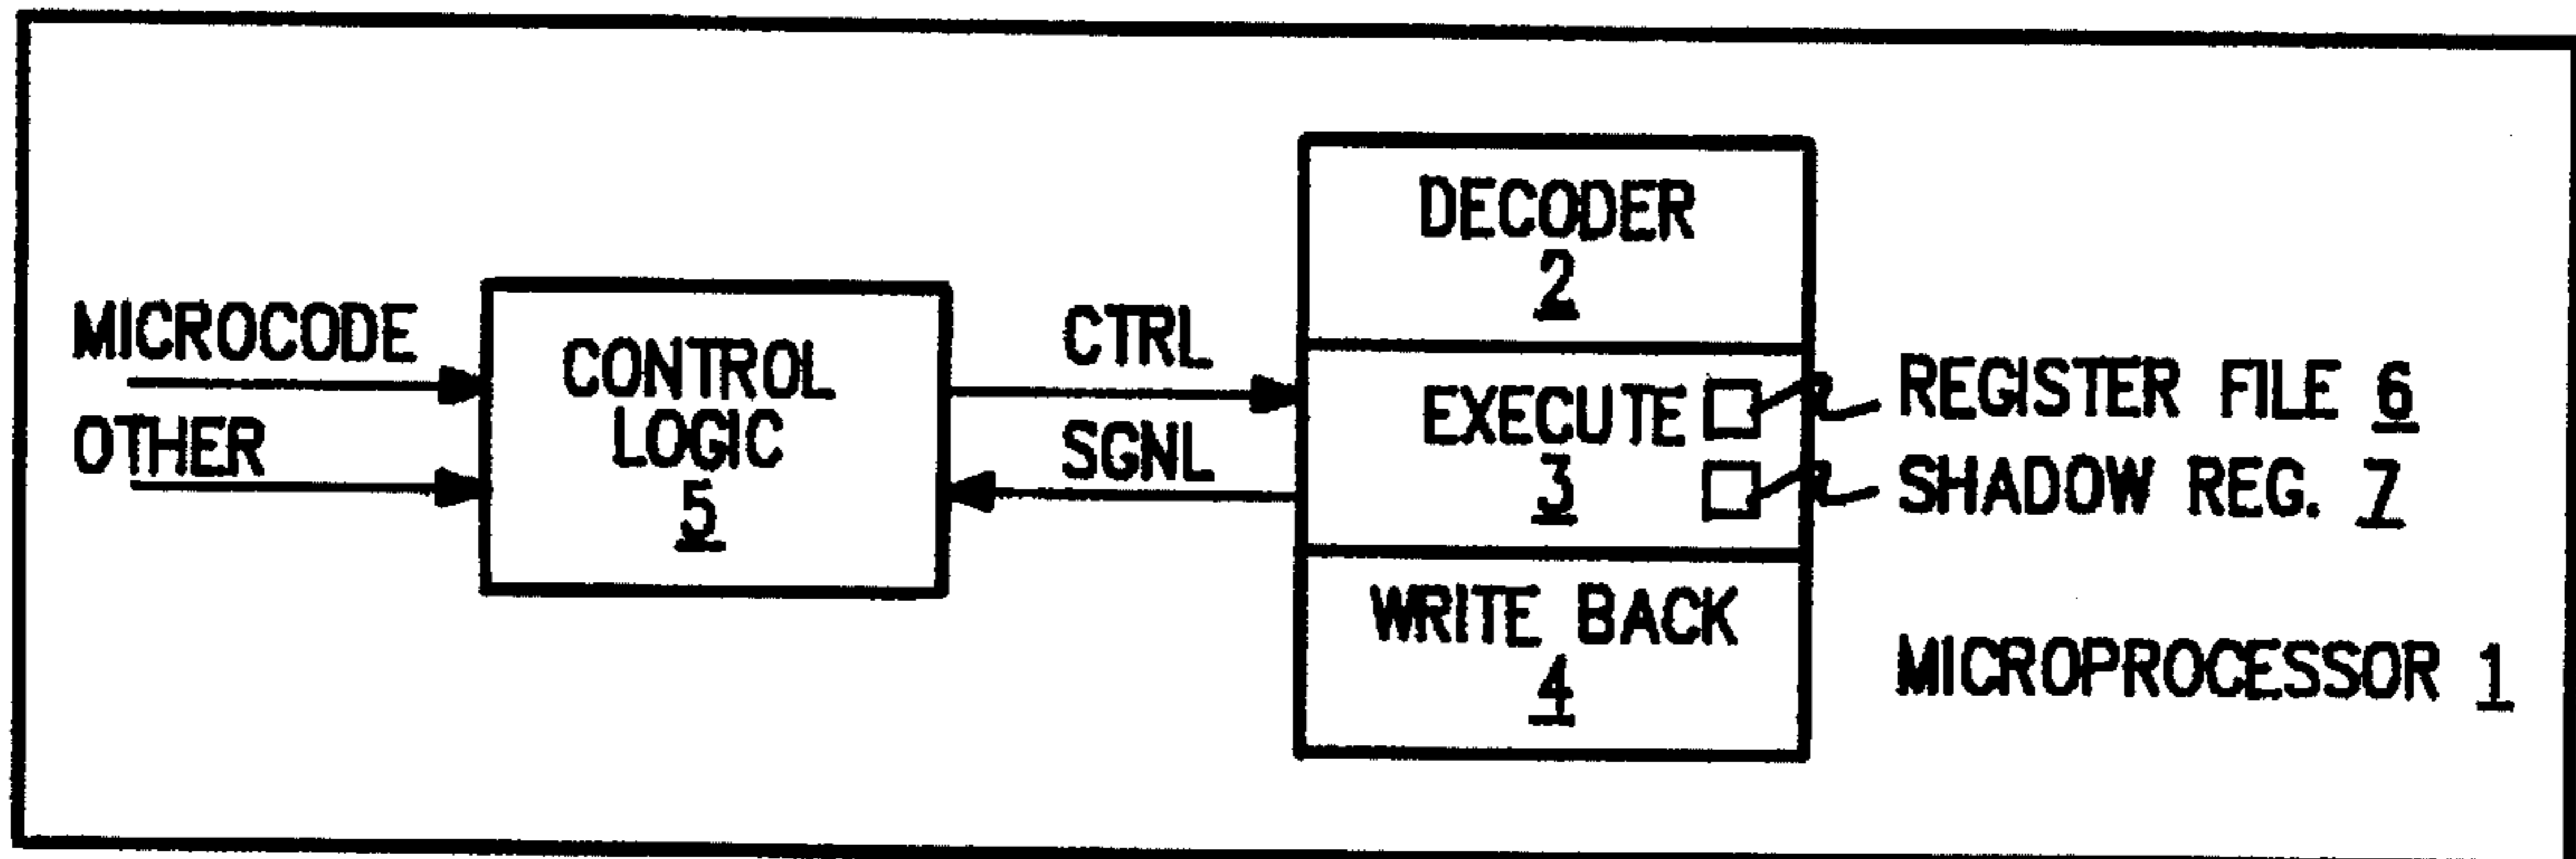 MICROCODE
OTHER
CONTROL
LOGIC
5
CTRL
SGNL
DECODER
2
EXECUTE
3
WRITE BACK
4
REGISTER FILE 6
SHADOW REG. 7
MICROPROCESSOR 1